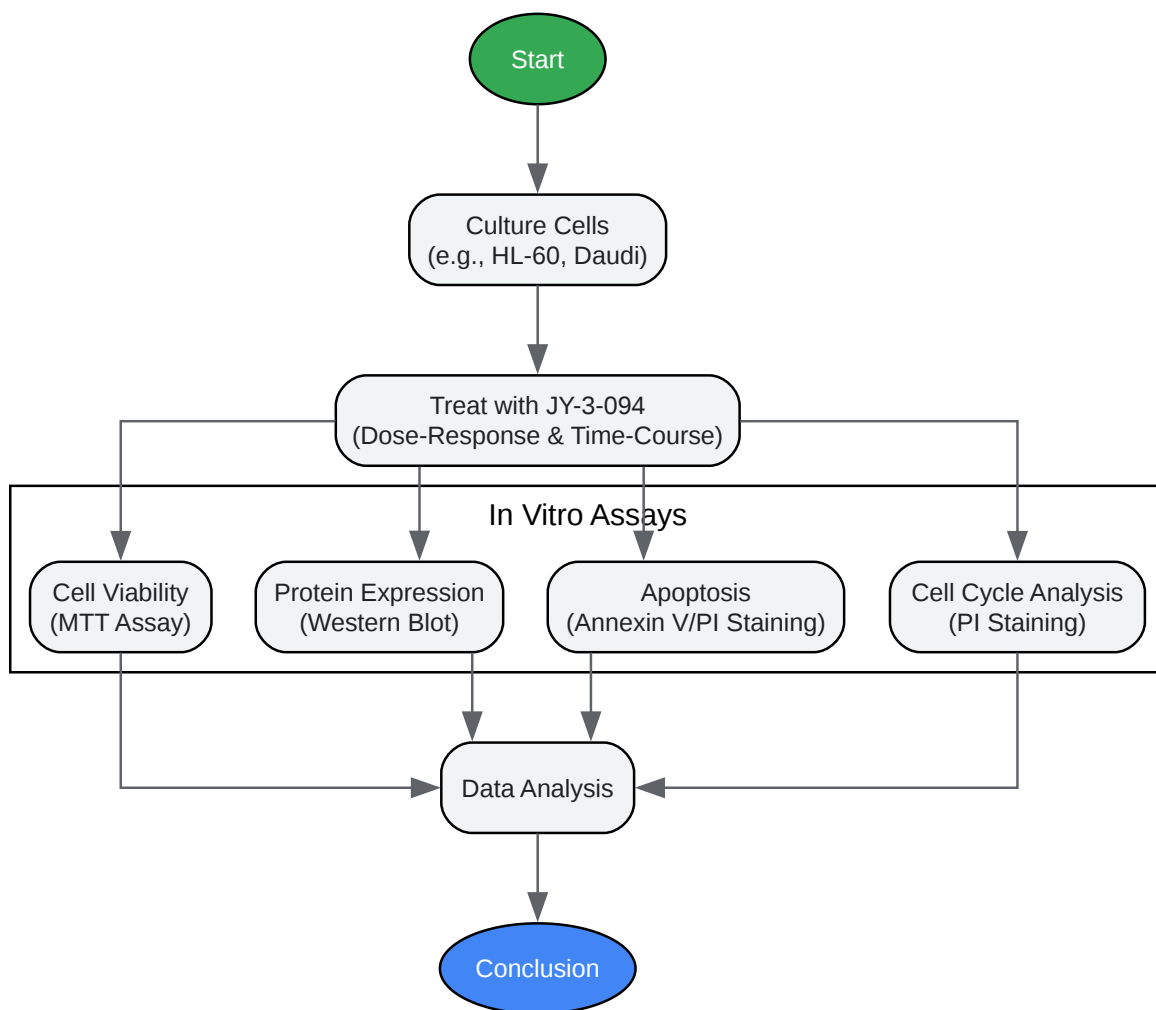 Start
Culture Cells
(e.g., HL-60, Daudi)
Treat with JY-3-094
(Dose-Response & Time-Course)
In Vitro Assays
Cell Viability
(MTT Assay)
Protein Expression
(Western Blot)
Apoptosis
(Annexin V/PI Staining)
Cell Cycle Analysis
(PI Staining)
Data Analysis
Conclusion